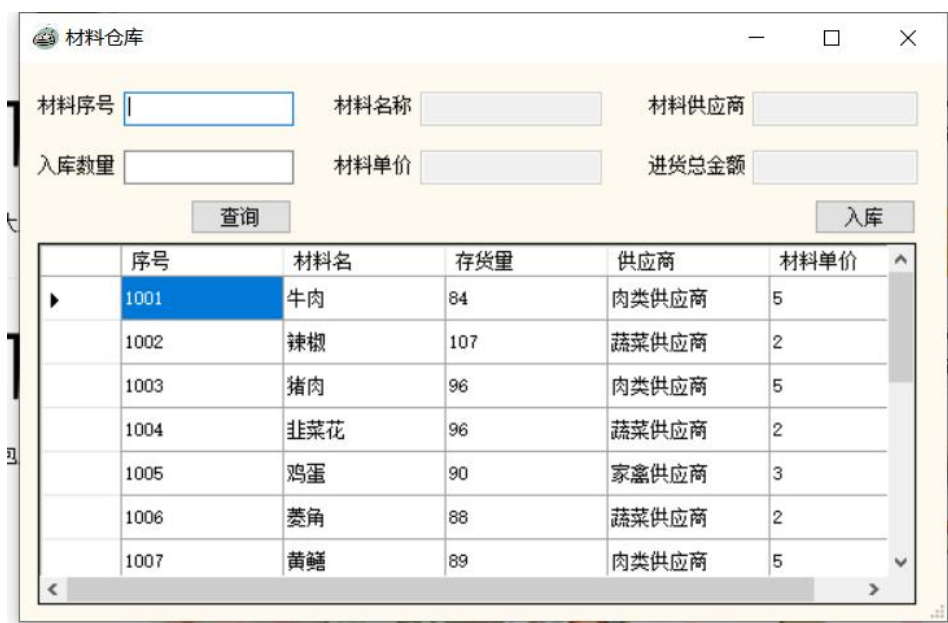 材料仓库
材料序号 材料名称 材料供应商
入库数量 材料单价 进货总金额
查询 入库
序号 材料名 存货量 供应商 材料单价
1001 牛肉 84 肉类供应商 5
1002 辣椒 107 蔬菜供应商 2
1003 猪肉 96 肉类供应商 5
1004 韭菜花 96 蔬菜供应商 2
1005 鸡蛋 90 家禽供应商 3
1006 菱角 88 蔬菜供应商 2
1007 黄鳝 89 肉类供应商 5